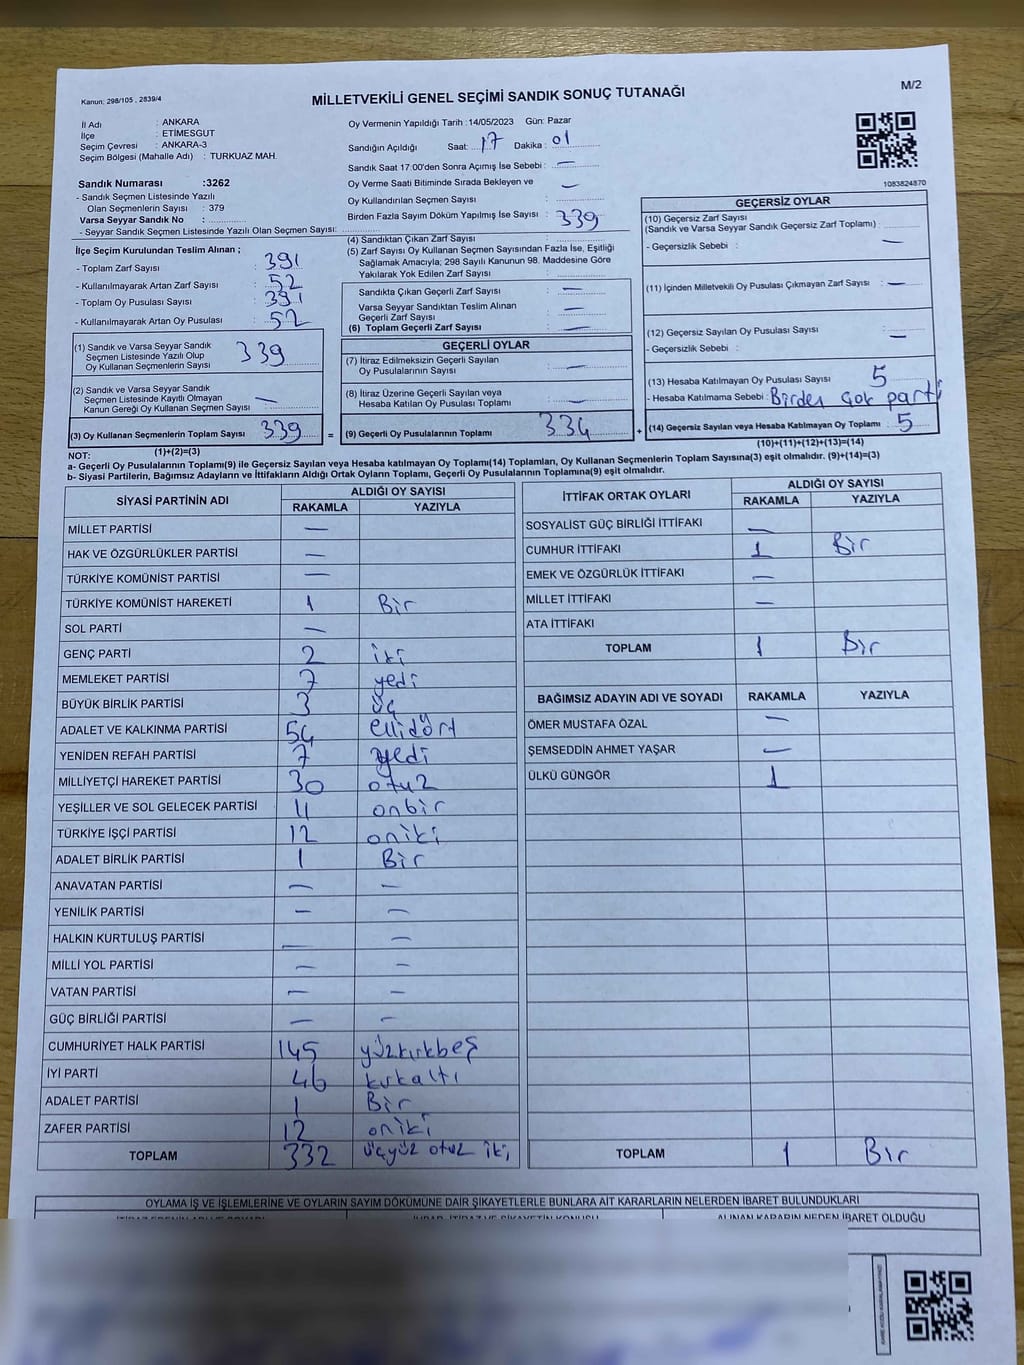 Kanun: 298/105 , 2839/4
MİLLETVEKİLİ GENEL SEÇİMİ SANDIK SONUÇ TUTANAĞI
M/2
İl Adı : ANKARA
İlçe : ETİMESGUT
Seçim Çevresi : ANKARA-3
Seçim Bölgesi (Mahalle Adı) : TURKUAZ MAH.
Sandık Numarası :3262
- Sandık Seçmen Listesinde Yazılı
Olan Seçmenlerin Sayısı : 379
Varsa Seyyar Sandık No :
- Seyyar Sandık Seçmen Listesinde Yazılı Olan Seçmen Sayısı:
Oy Vermenin Yapıldığı Tarih : 14/05/2023 Gün: Pazar
Sandığın Açıldığı Saat: 17 Dakika : 01
Sandık Saat 17:00'den Sonra Açımış İse Sebebi : —
Oy Verme Saati Bitiminde Sırada Bekleyen ve —
Oy Kullandırılan Seçmen Sayısı :
Birden Fazla Sayım Döküm Yapılmış İse Sayısı : 339
1083824870
İlçe Seçim Kurulundan Teslim Alınan ;
- Toplam Zarf Sayısı : 391
- Kullanılmayarak Artan Zarf Sayısı : 52
- Toplam Oy Pusulası Sayısı : 391
- Kullanılmayarak Artan Oy Pusulası : 52
(1) Sandık ve Varsa Seyyar Sandık
Seçmen Listesinde Yazılı Olup
Oy Kullanan Seçmenlerin Sayısı : 339
(2) Sandık ve Varsa Seyyar Sandık
Seçmen Listesinde Kayıtlı Olmayan
Kanun Gereği Oy Kullanan Seçmen Sayısı : —
(3) Oy Kullanan Seçmenlerin Toplam Sayısı 339
(1)+(2)=(3)
(4) Sandıktan Çıkan Zarf Sayısı :
(5) Zarf Sayısı Oy Kullanan Seçmen Sayısından Fazla İse, Eşitliği
Sağlamak Amacıyla; 298 Sayılı Kanunun 98. Maddesine Göre
Yakılarak Yok Edilen Zarf Sayısı :
Sandıkta Çıkan Geçerli Zarf Sayısı : —
Varsa Seyyar Sandıktan Teslim Alınan
Geçerli Zarf Sayısı : —
(6) Toplam Geçerli Zarf Sayısı : —
GEÇERLİ OYLAR
(7) İtiraz Edilmeksizin Geçerli Sayılan
Oy Pusulalarının Sayısı : —
(8) İtiraz Üzerine Geçerli Sayılan veya
Hesaba Katılan Oy Pusulası Toplamı : —
= (9) Geçerli Oy Pusulalarının Toplamı 334 +
GEÇERSİZ OYLAR
(10) Geçersiz Zarf Sayısı
(Sandık ve Varsa Seyyar Sandık Geçersiz Zarf Toplamı) :
- Geçersizlik Sebebi : —
(11) İçinden Milletvekili Oy Pusulası Çıkmayan Zarf Sayısı : —
(12) Geçersiz Sayılan Oy Pusulası Sayısı : —
- Geçersizlik Sebebi :
(13) Hesaba Katılmayan Oy Pusulası Sayısı : 5
- Hesaba Katılmama Sebebi : Birden çok parti
(14) Geçersiz Sayılan veya Hesaba Katılmayan Oy Toplamı : 5
(10)+(11)+(12)+(13)=(14)
NOT:
a- Geçerli Oy Pusulalarının Toplamı(9) ile Geçersiz Sayılan veya Hesaba katılmayan Oy Toplamı(14) Toplamları, Oy Kullanan Seçmenlerin Toplam Sayısına(3) eşit olmalıdır. (9)+(14)=(3)
b- Siyasi Partilerin, Bağımsız Adayların ve İttifakların Aldığı Ortak Oyların Toplamı, Geçerli Oy Pusulalarının Toplamına(9) eşit olmalıdır.
SİYASİ PARTİNİN ADI ALDIĞI OY SAYISI
RAKAMLA YAZIYLA
MİLLET PARTİSİ —
HAK VE ÖZGÜRLÜKLER PARTİSİ —
TÜRKİYE KOMÜNİST PARTİSİ —
TÜRKİYE KOMÜNİST HAREKETİ 1 Bir
SOL PARTİ —
GENÇ PARTİ 2 iki
MEMLEKET PARTİSİ 7 yedi
BÜYÜK BİRLİK PARTİSİ 3 üç
ADALET VE KALKINMA PARTİSİ 54 ellidört
YENİDEN REFAH PARTİSİ 7 yedi
MİLLİYETÇİ HAREKET PARTİSİ 30 otuz
YEŞİLLER VE SOL GELECEK PARTİSİ 11 onbir
TÜRKİYE İŞÇİ PARTİSİ 12 oniki
ADALET BİRLİK PARTİSİ 1 Bir
ANAVATAN PARTİSİ — —
YENİLİK PARTİSİ — —
HALKIN KURTULUŞ PARTİSİ — —
MİLLİ YOL PARTİSİ — —
VATAN PARTİSİ — —
GÜÇ BİRLİĞİ PARTİSİ — —
CUMHURİYET HALK PARTİSİ 145 yüzkırkbeş
İYİ PARTİ 46 kırkaltı
ADALET PARTİSİ 1 Bir
ZAFER PARTİSİ 12 oniki
TOPLAM 332 üçyüz otuz iki
İTTİFAK ORTAK OYLARI ALDIĞI OY SAYISI
RAKAMLA YAZIYLA
SOSYALİST GÜÇ BİRLİĞİ İTTİFAKI —
CUMHUR İTTİFAKI 1 Bir
EMEK VE ÖZGÜRLÜK İTTİFAKI —
MİLLET İTTİFAKI —
ATA İTTİFAKI
TOPLAM 1 Bir
BAĞIMSIZ ADAYIN ADI VE SOYADI RAKAMLA YAZIYLA
ÖMER MUSTAFA ÖZAL —
ŞEMSEDDİN AHMET YAŞAR —
ÜLKÜ GÜNGÖR 1
TOPLAM 1 Bir
OYLAMA İŞ VE İŞLEMLERİNE VE OYLARIN SAYIM DÖKÜMÜNE DAİR ŞİKAYETLERLE BUNLARA AİT KARARLARIN NELERDEN İBARET BULUNDUKLARI
ALINAN KARARIN NEDEN İBARET OLDUĞU